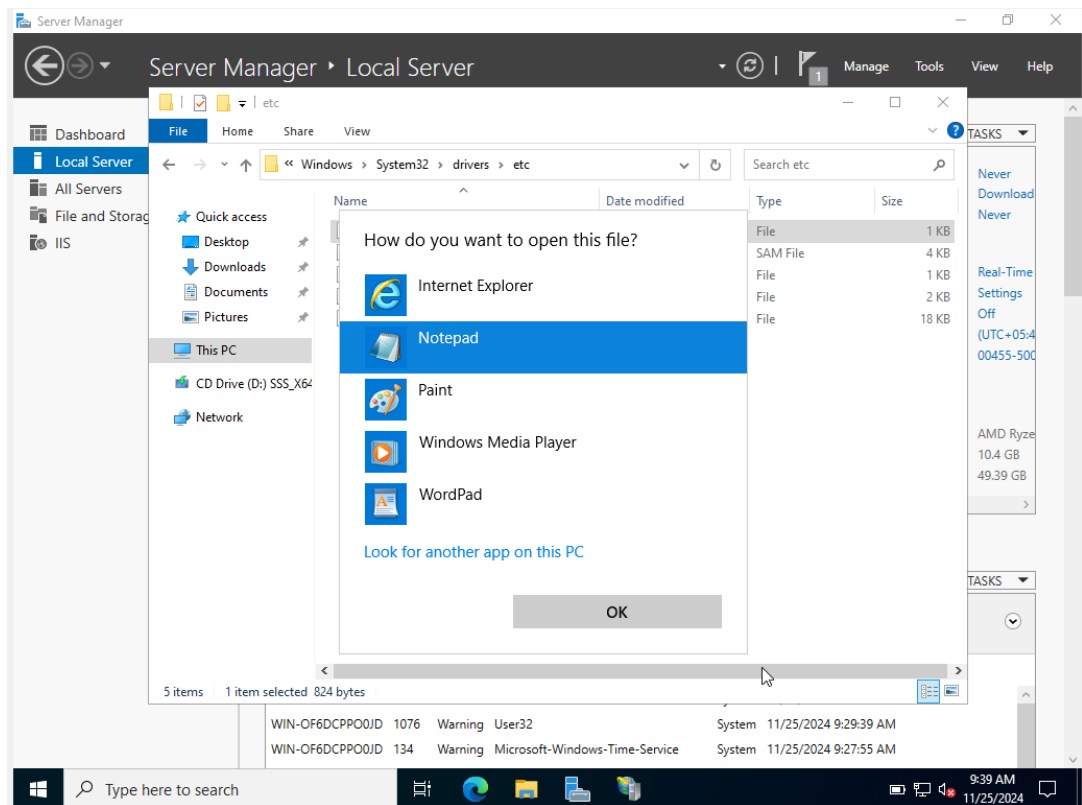 Server Manager
Server Manager ‣ Local Server
1
Manage
Tools
View
Help
Dashboard
Local Server
All Servers
File and Storag
IIS
etc
File
Home
Share
View
« Windows > System32 > drivers > etc
Search etc
Name
Date modified
Type
Size
Quick access
Desktop
Downloads
Documents
Pictures
This PC
CD Drive (D:) SSS_X64
Network
File 1 KB
SAM File 4 KB
File 1 KB
File 2 KB
File 18 KB
How do you want to open this file?
Internet Explorer
Notepad
Paint
Windows Media Player
WordPad
Look for another app on this PC
OK
5 items
1 item selected 824 bytes
TASKS
Never
Download
Never
Real-Time
Settings
Off
(UTC+05:4
00455-500
AMD Ryze
10.4 GB
49.39 GB
TASKS
WIN-OF6DCPPO0JD 1076 Warning User32 System 11/25/2024 9:29:39 AM
WIN-OF6DCPPO0JD 134 Warning Microsoft-Windows-Time-Service System 11/25/2024 9:27:55 AM
Type here to search
9:39 AM
11/25/2024